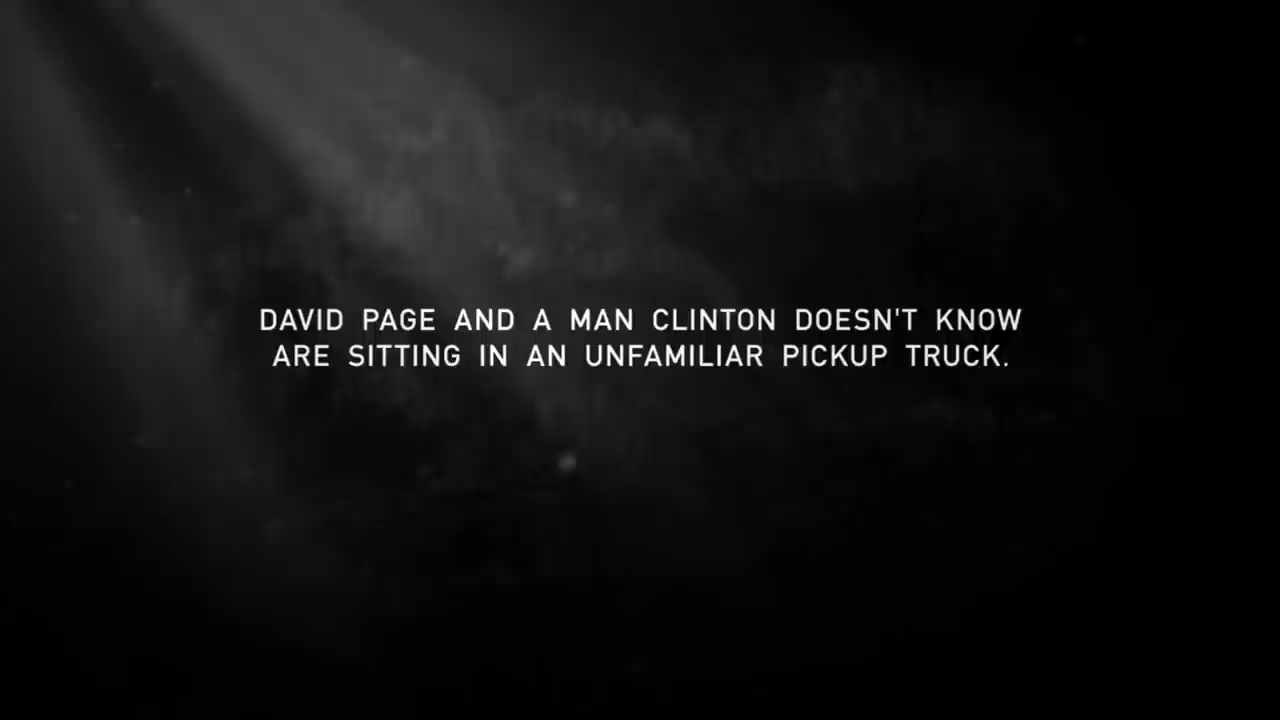 DAVID PAGE AND A MAN CLINTON DOESN'T KNOW
ARE SITTING IN AN UNFAMILIAR PICKUP TRUCK.